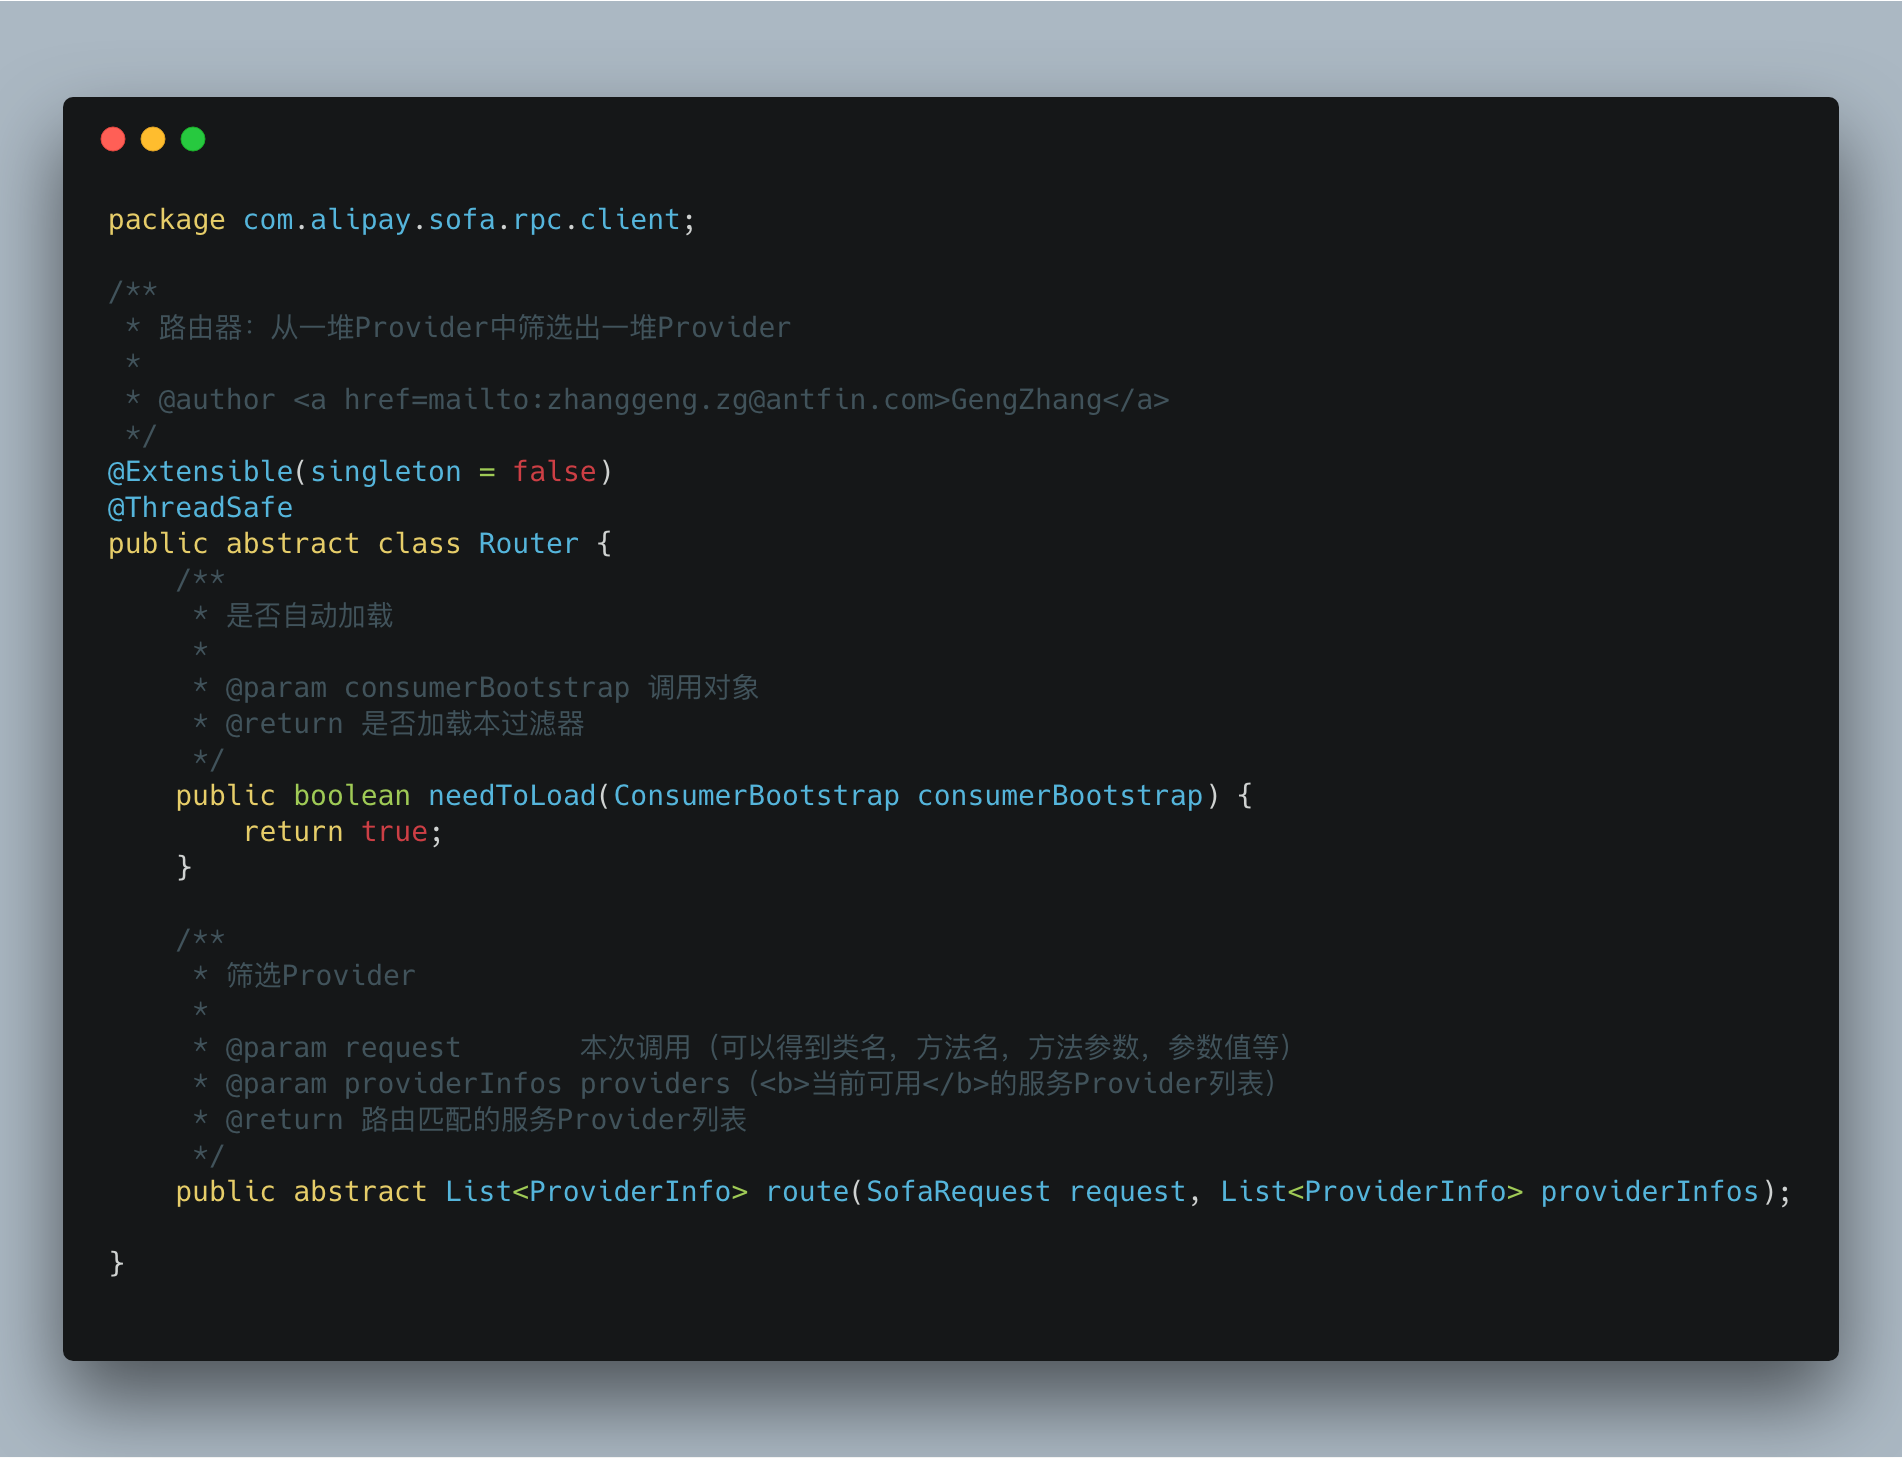 package com.alipay.sofa.rpc.client;

/**
 * 路由器：从一堆Provider中筛选出一堆Provider
 *
 * @author <a href=mailto:zhanggeng.zg@antfin.com>GengZhang</a>
 */
@Extensible(singleton = false)
@ThreadSafe
public abstract class Router {
    /**
     * 是否自动加载
     *
     * @param consumerBootstrap 调用对象
     * @return 是否加载本过滤器
     */
    public boolean needToLoad(ConsumerBootstrap consumerBootstrap) {
        return true;
    }

    /**
     * 筛选Provider
     *
     * @param request       本次调用（可以得到类名，方法名，方法参数，参数值等）
     * @param providerInfos providers（<b>当前可用</b>的服务Provider列表）
     * @return 路由匹配的服务Provider列表
     */
    public abstract List<ProviderInfo> route(SofaRequest request, List<ProviderInfo> providerInfos);

}